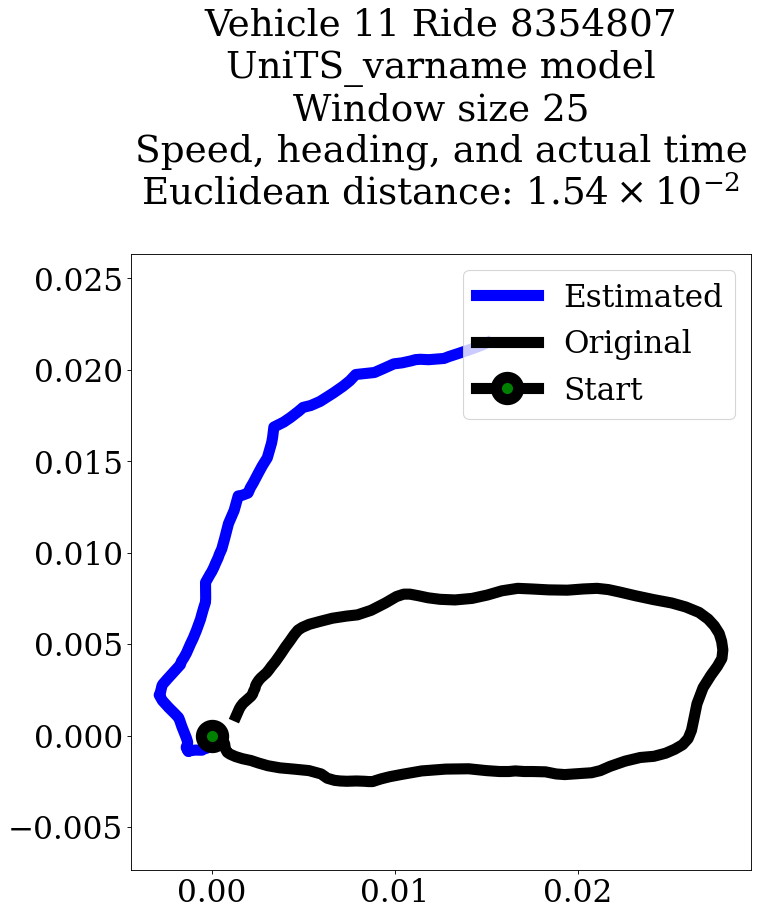 Vehicle 11 Ride 8354807
UniTS_varname model
Window size 25
Speed, heading, and actual time
Euclidean distance: 1.54 × 10⁻²
Estimated
Original
Start
0.025
0.020
0.015
0.010
0.005
0.000
−0.005
0.00 0.01 0.02